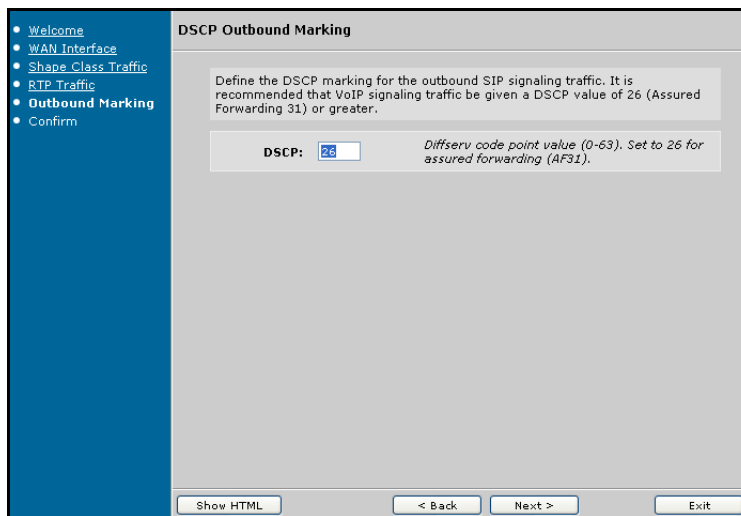 Welcome
WAN Interface
Shape Class Traffic
RTP Traffic
Outbound Marking
Confirm
DSCP Outbound Marking
Define the DSCP marking for the outbound SIP signaling traffic. It is
recommended that VoIP signaling traffic be given a DSCP value of 26 (Assured
Forwarding 31) or greater.
DSCP: 26 Diffserv code point value (0-63). Set to 26 for
assured forwarding (AF31).
Show HTML < Back Next > Exit